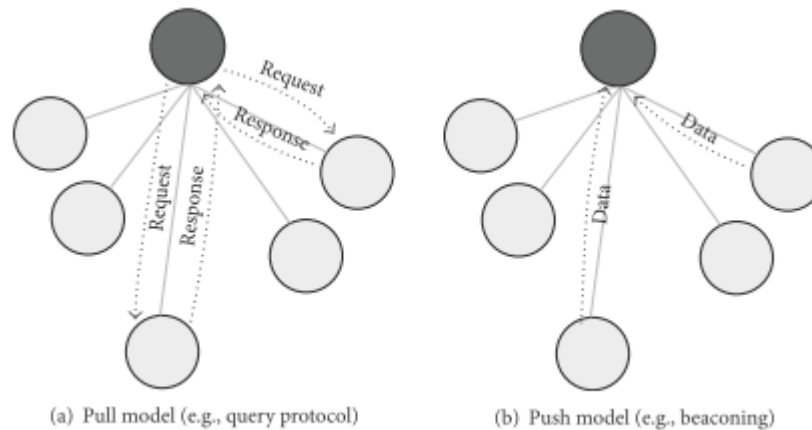 Request
Response
Request
Response
Data
Data
(a) Pull model (e.g., query protocol)
(b) Push model (e.g., beaconing)